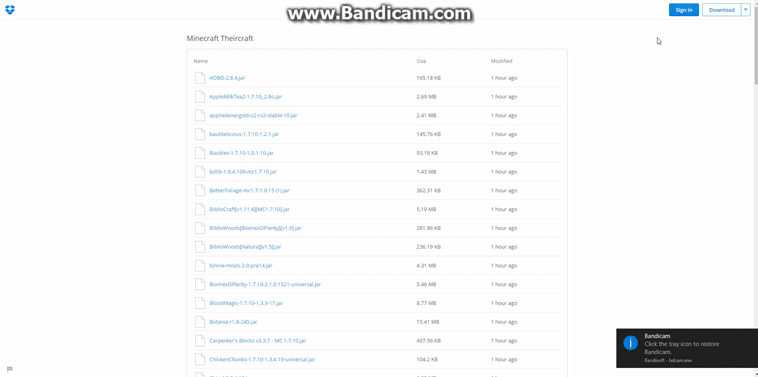 www.Bandicam.com
Sign in
Download
Minecraft Theircraft
Name Size Modified
AOBD-2.8.4.jar 165.18 KB 1 hour ago
AppleMilkTea2-1.7.10_2.8o.jar 2.69 MB 1 hour ago
appliedenergistics2-rv2-stable-10.jar 2.41 MB 1 hour ago
baublelicious-1.7.10-1.2.1.jar 145.76 KB 1 hour ago
Baubles-1.7.10-1.0.1.10.jar 93.18 KB 1 hour ago
bdlib-1.9.4.109-mc1.7.10.jar 1.43 MB 1 hour ago
BetterFoliage-mc1.7-1.0.15 (1).jar 362.31 KB 1 hour ago
BiblioCraft[v1.11.4][MC1.7.10].jar 5.19 MB 1 hour ago
BiblioWoods[BiomesOPlenty][v1.9].jar 281.86 KB 1 hour ago
BiblioWoods[Natura][v1.5].jar 236.19 KB 1 hour ago
binnie-mods-2.0-pre14.jar 4.31 MB 1 hour ago
BiomesOPlenty-1.7.10-2.1.0.1521-universal.jar 5.46 MB 1 hour ago
BloodMagic-1.7.10-1.3.3-17.jar 8.77 MB 1 hour ago
Botania r1.8-245.jar 15.41 MB 1 hour ago
Carpenter's Blocks v3.3.7 - MC 1.7.10.jar 497.56 KB 1 hour ago
ChickenChunks-1.7.10-1.3.4.19-universal.jar 104.2 KB 1 hour ago
Bandicam
Click the tray icon to restore
Bandicam.
Bandisoft - bdcam.exe